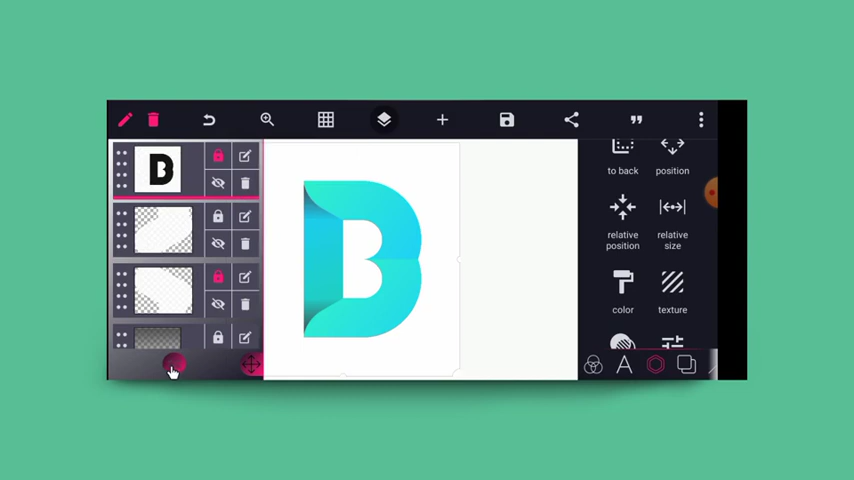 B
B
to back
position
relative
position
relative
size
color
texture
A